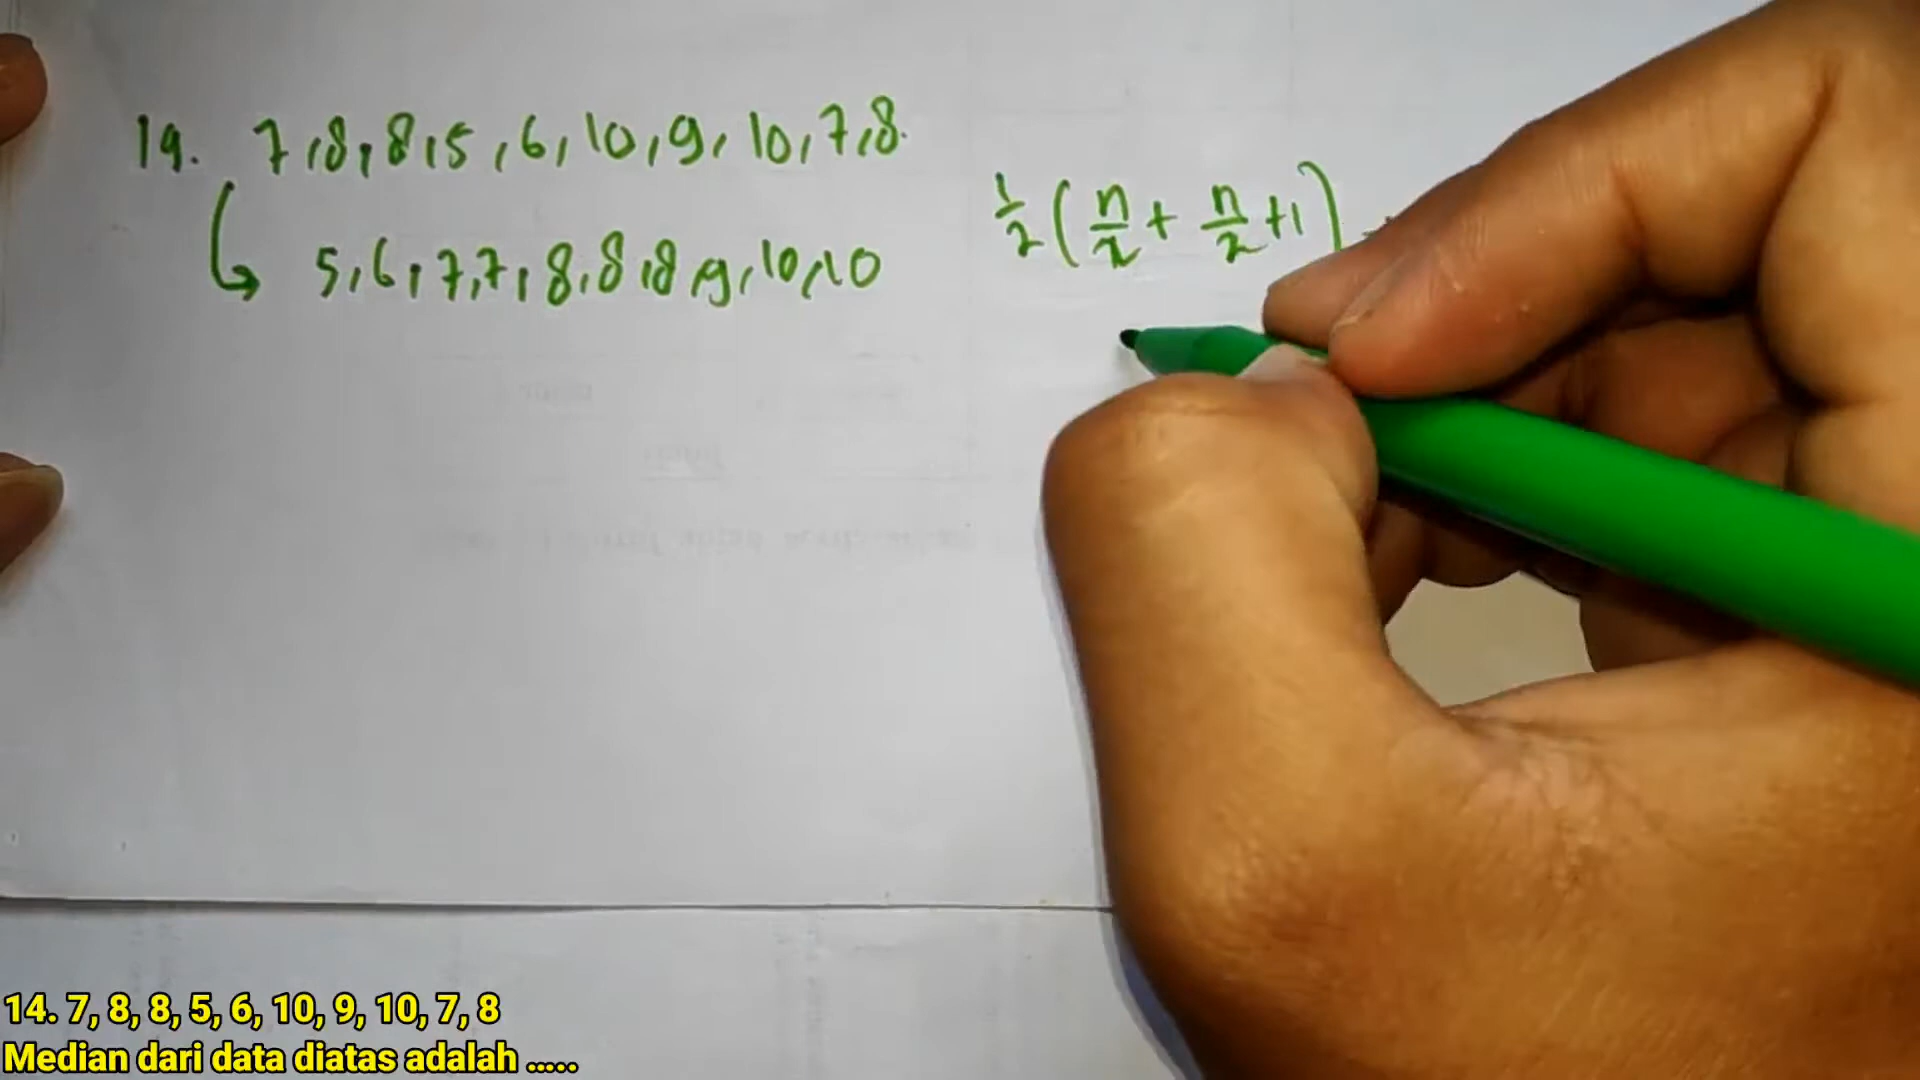 14. 7, 8, 8, 5, 6, 10, 9, 10, 7, 8.
5, 6, 7, 7, 8, 8, 8, 9, 10, 10
1/2 (n/2 + n/2 + 1)
14. 7, 8, 8, 5, 6, 10, 9, 10, 7, 8
Median dari data diatas adalah .....